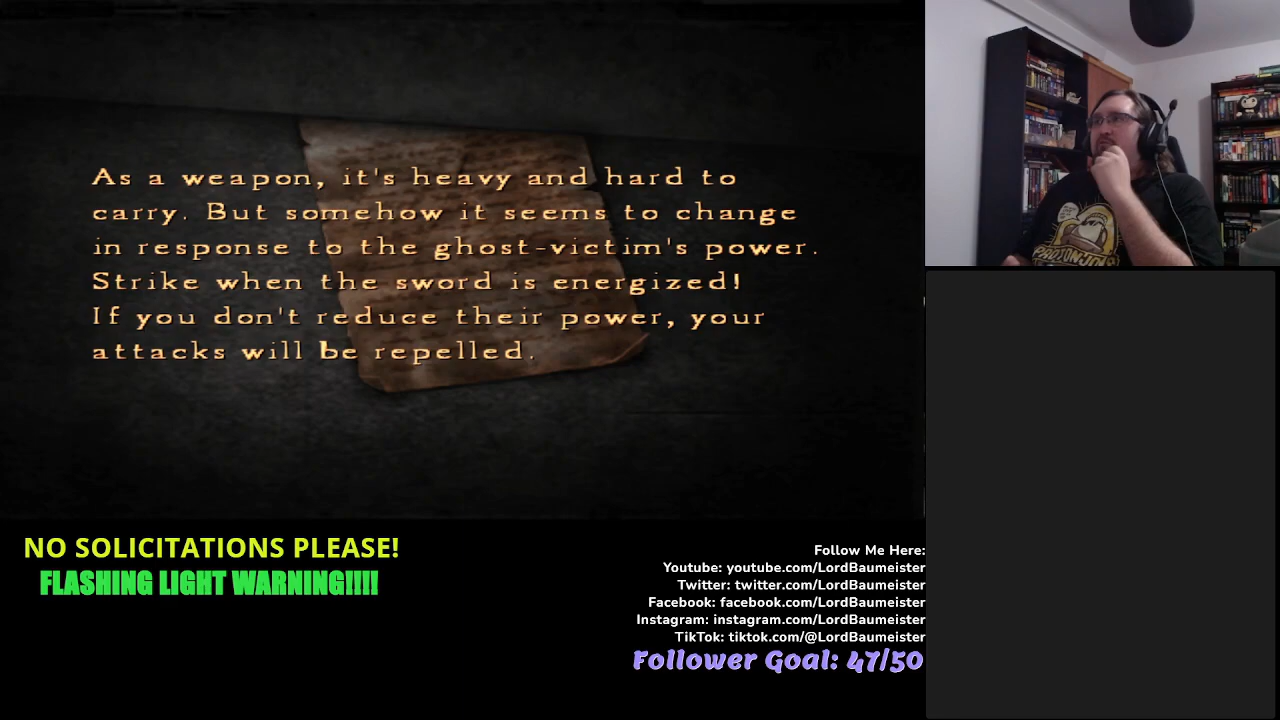 As a weapon, it's heavy and hard to
carry. But somehow it seems to change
in response to the ghost-victim's power.
Strike when the sword is energized!
If you don't reduce their power, your
attacks will be repelled.
NO SOLICITATIONS PLEASE!
FLASHING LIGHT WARNING!!!!
Follow Me Here:
Youtube: youtube.com/LordBaumeister
Twitter: twitter.com/LordBaumeister
Facebook: facebook.com/LordBaumeister
Instagram: instagram.com/LordBaumeister
TikTok: tiktok.com/@LordBaumeister
Follower Goal: 47/50